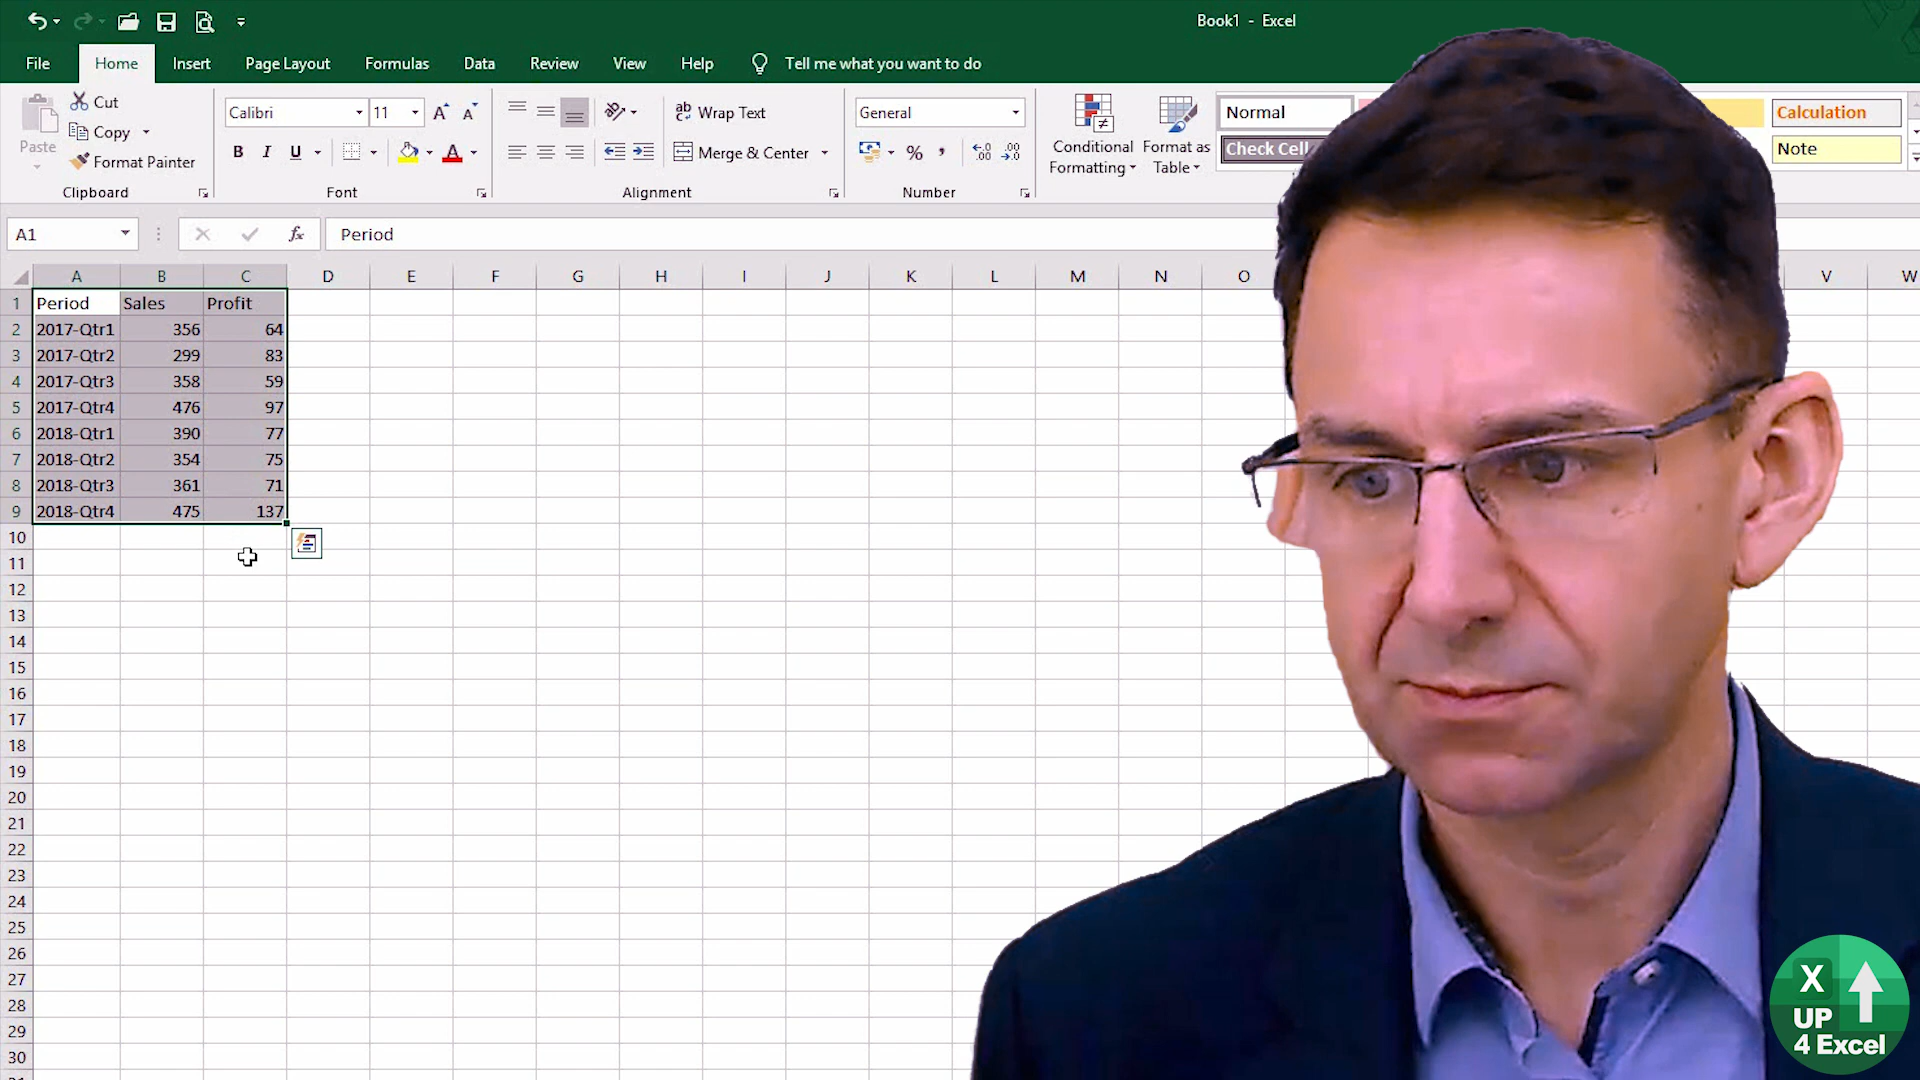 Book1 - Excel
File Home Insert Page Layout Formulas Data Review View Help Tell me what you want to do
Paste
Cut
Copy
Format Painter
Clipboard
Calibri 11
B I U A
Font
ab Wrap Text
Merge & Center
Alignment
General
% , .00 .0
Number
Conditional Formatting
Format as Table
Normal
Check Cell
Calculation
Note
A1 fx Period
A B C D E F G H I J K L M N O V W
1 Period Sales Profit
2 2017-Qtr1 356 64
3 2017-Qtr2 299 83
4 2017-Qtr3 358 59
5 2017-Qtr4 476 97
6 2018-Qtr1 390 77
7 2018-Qtr2 354 75
8 2018-Qtr3 361 71
9 2018-Qtr4 475 137
10
11
12
13
14
15
16
17
18
19
20
21
22
23
24
25
26
27
28
29
30
X
UP
4 Excel